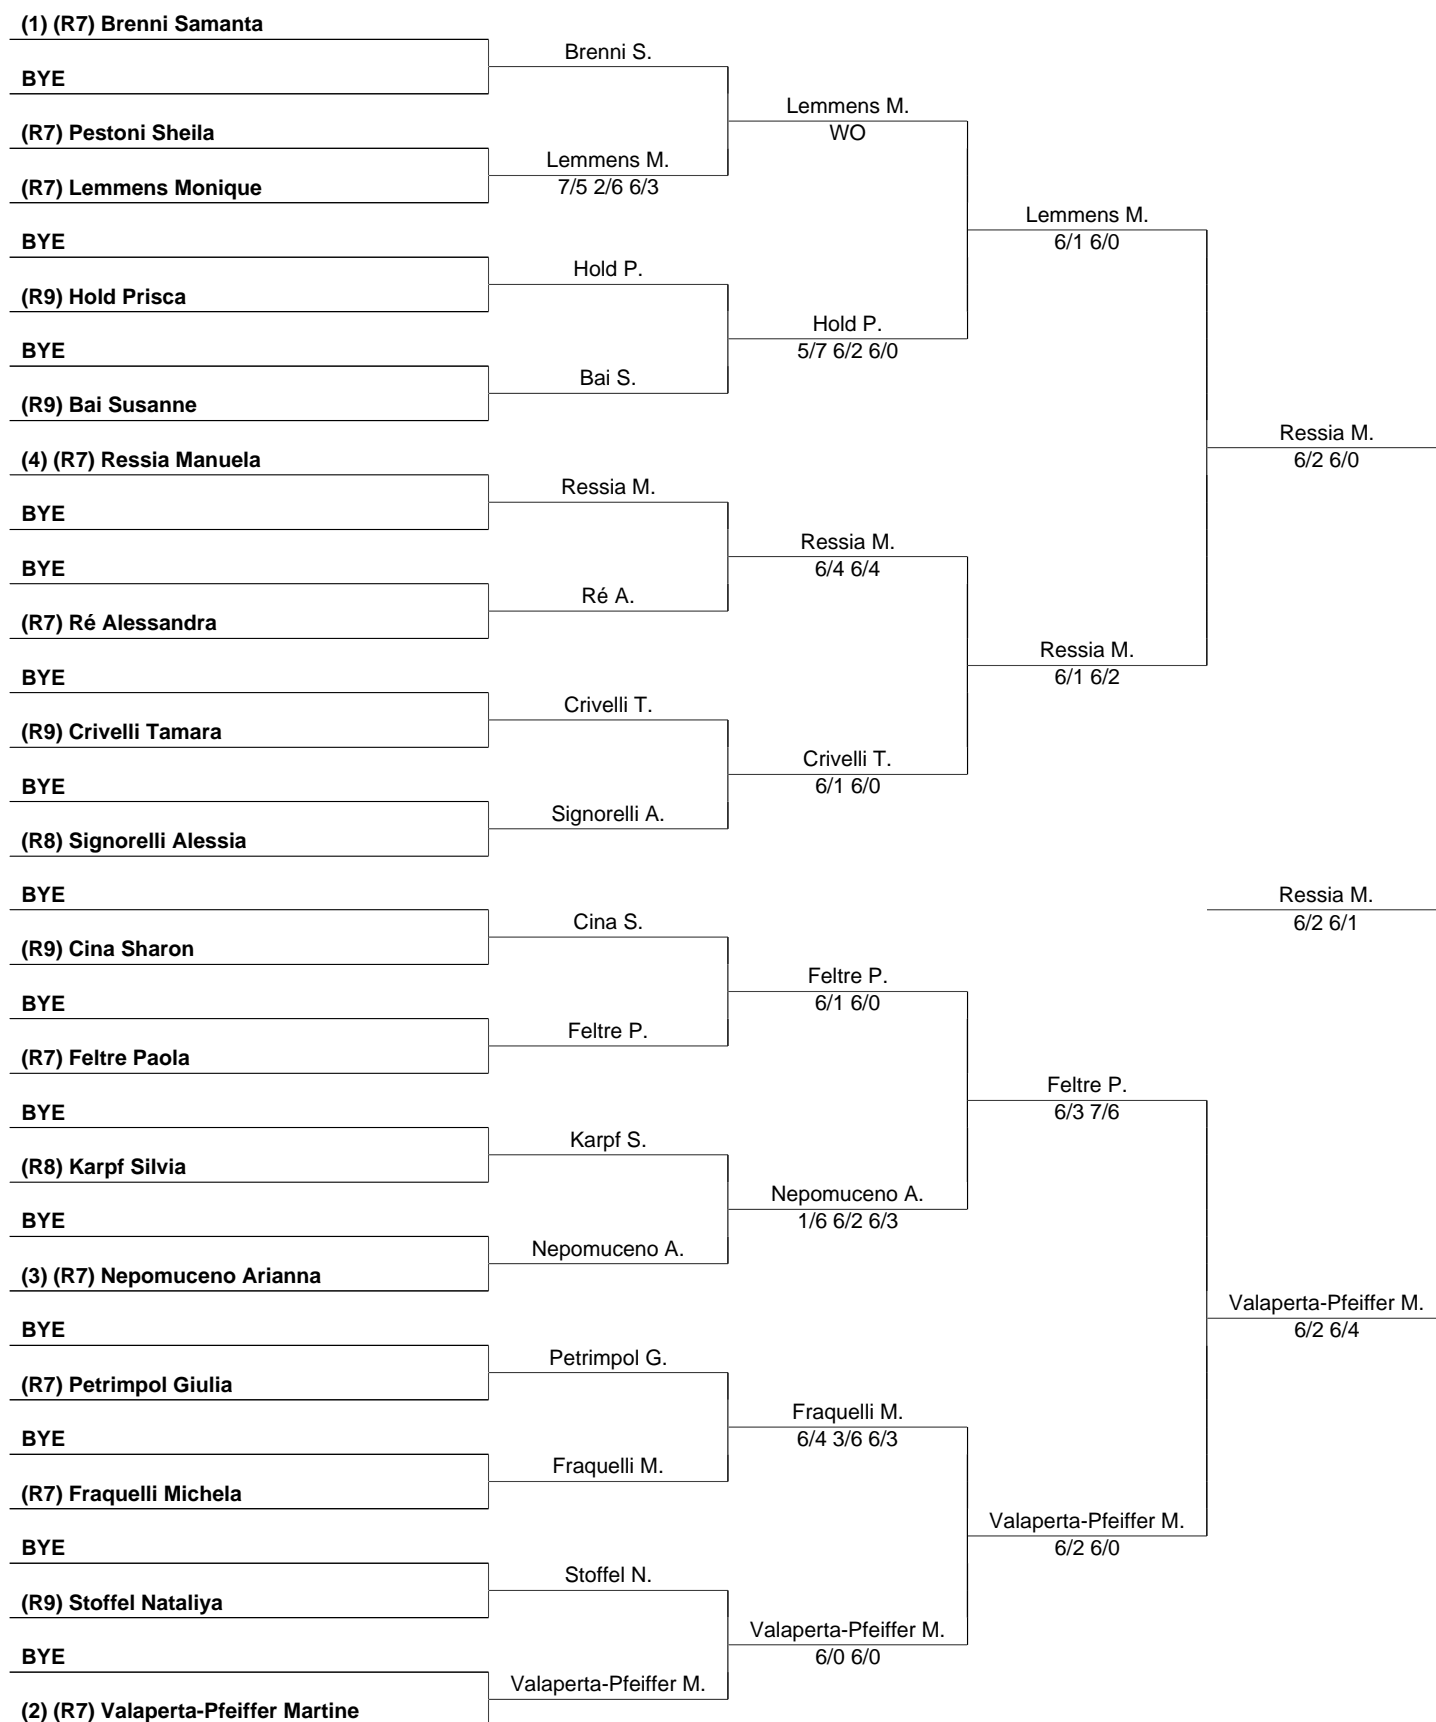 (1) (R7) Brenni Samanta
BYE
(R7) Pestoni Sheila
(R7) Lemmens Monique
BYE
(R9) Hold Prisca
BYE
(R9) Bai Susanne
(4) (R7) Ressia Manuela
BYE
BYE
(R7) Ré Alessandra
BYE
(R9) Crivelli Tamara
BYE
(R8) Signorelli Alessia
BYE
(R9) Cina Sharon
BYE
(R7) Feltre Paola
BYE
(R8) Karpf Silvia
BYE
(3) (R7) Nepomuceno Arianna
BYE
(R7) Petrimpol Giulia
BYE
(R7) Fraquelli Michela
BYE
(R9) Stoffel Nataliya
BYE
(2) (R7) Valaperta-Pfeiffer Martine
Brenni S.
Lemmens M.
7/5 2/6 6/3
Hold P.
Bai S.
Ressia M.
Ré A.
Crivelli T.
Signorelli A.
Cina S.
Feltre P.
Karpf S.
Nepomuceno A.
Petrimpol G.
Fraquelli M.
Stoffel N.
Valaperta-Pfeiffer M.
Lemmens M.
WO
Hold P.
5/7 6/2 6/0
Ressia M.
6/4 6/4
Crivelli T.
6/1 6/0
Feltre P.
6/1 6/0
Nepomuceno A.
1/6 6/2 6/3
Fraquelli M.
6/4 3/6 6/3
Valaperta-Pfeiffer M.
6/0 6/0
Lemmens M.
6/1 6/0
Ressia M.
6/1 6/2
Feltre P.
6/3 7/6
Valaperta-Pfeiffer M.
6/2 6/0
Ressia M.
6/2 6/0
Ressia M.
6/2 6/1
Valaperta-Pfeiffer M.
6/2 6/4